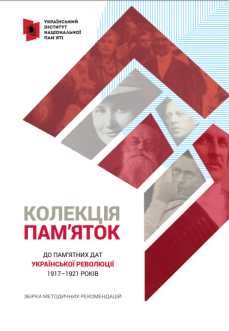 УКРАЇНСЬКИЙ
ІНСТИТУТ
НАЦІОНАЛЬНОЇ
ПАМ'ЯТІ
КОЛЕКЦІЯ
ПАМ'ЯТОК
ДО ПАМ'ЯТНИХ ДАТ
УКРАЇНСЬКОЇ РЕВОЛЮЦІЇ
1917–1921 РОКІВ
ЗБІРКА МЕТОДИЧНИХ РЕКОМЕНДАЦІЙ